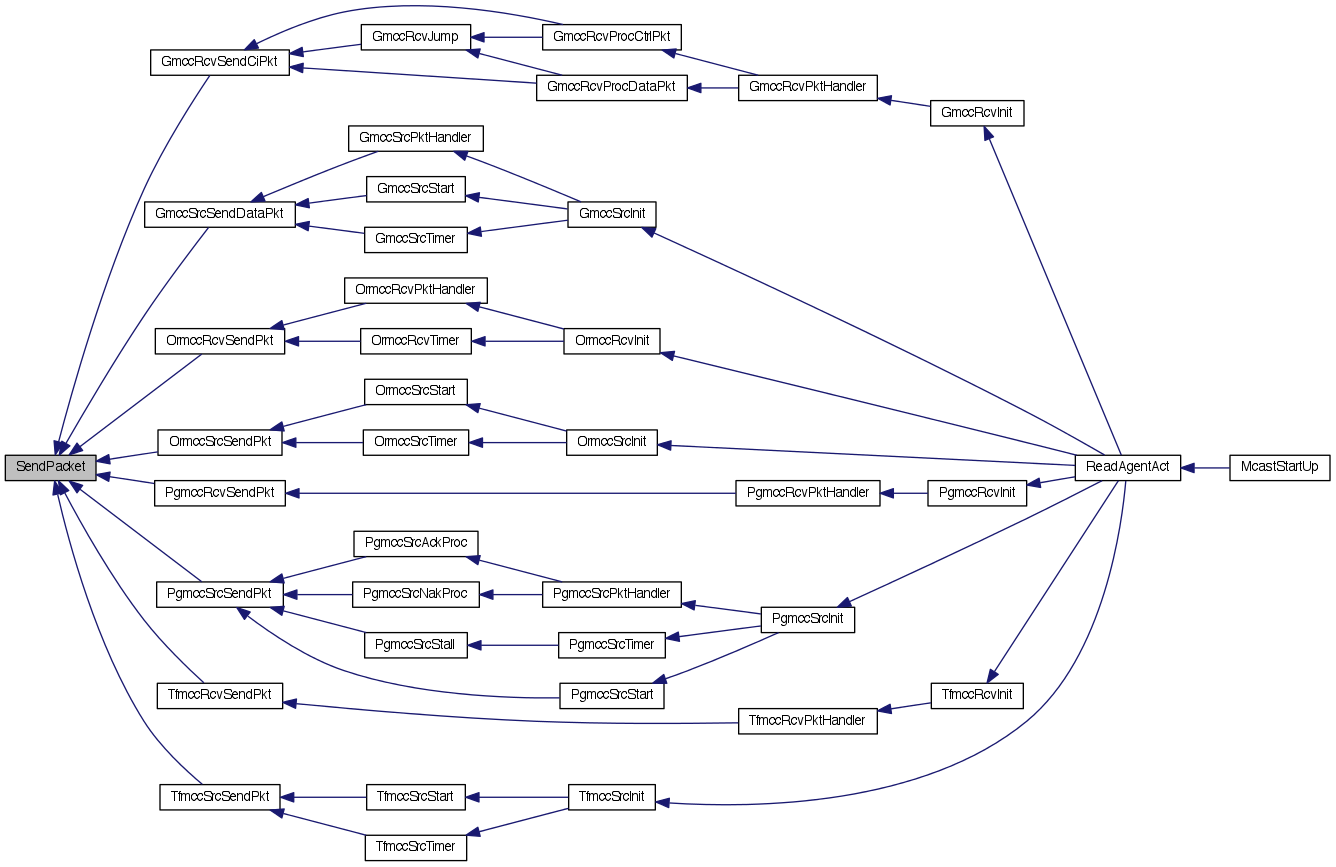 GmccRcvJump
GmccRcvProcCtrlPkt
GmccRcvSendCiPkt
GmccRcvProcDataPkt
GmccRcvPktHandler
GmccRcvInit
GmccSrcPktHandler
GmccSrcStart
GmccSrcSendDataPkt
GmccSrcInit
GmccSrcTimer
OrmccRcvPktHandler
OrmccRcvSendPkt
OrmccRcvTimer
OrmccRcvInit
OrmccSrcStart
OrmccSrcSendPkt
OrmccSrcTimer
OrmccSrcInit
SendPacket
ReadAgentAct
McastStartUp
PgmccRcvSendPkt
PgmccRcvPktHandler
PgmccRcvInit
PgmccSrcAckProc
PgmccSrcSendPkt
PgmccSrcNakProc
PgmccSrcPktHandler
PgmccSrcInit
PgmccSrcStall
PgmccSrcTimer
PgmccSrcStart
TfmccRcvSendPkt
TfmccRcvPktHandler
TfmccRcvInit
TfmccSrcSendPkt
TfmccSrcStart
TfmccSrcInit
TfmccSrcTimer